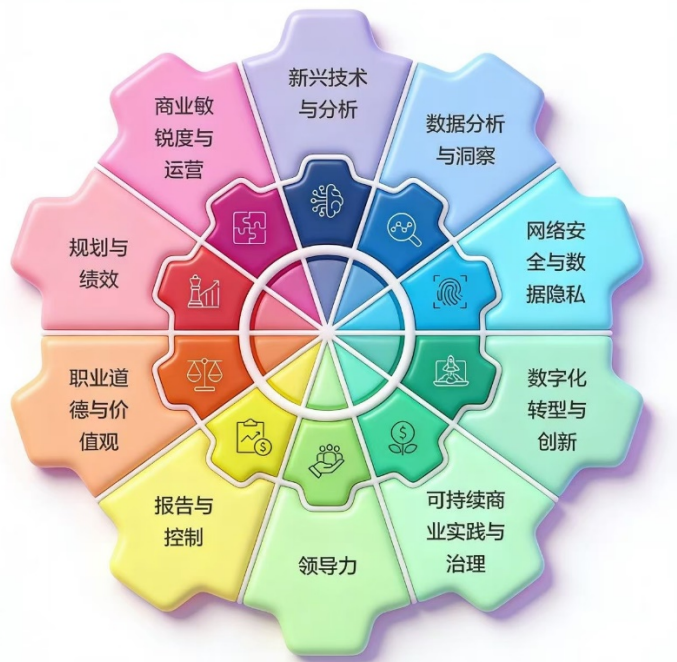 新兴技术
与分析
数据分析
与洞察
网络安
全与数
据隐私
数字化
转型与
创新
可持续商
业实践与
治理
领导力
报告与
控制
职业道
德与价
值观
规划与
绩效
商业敏
锐度与
运营